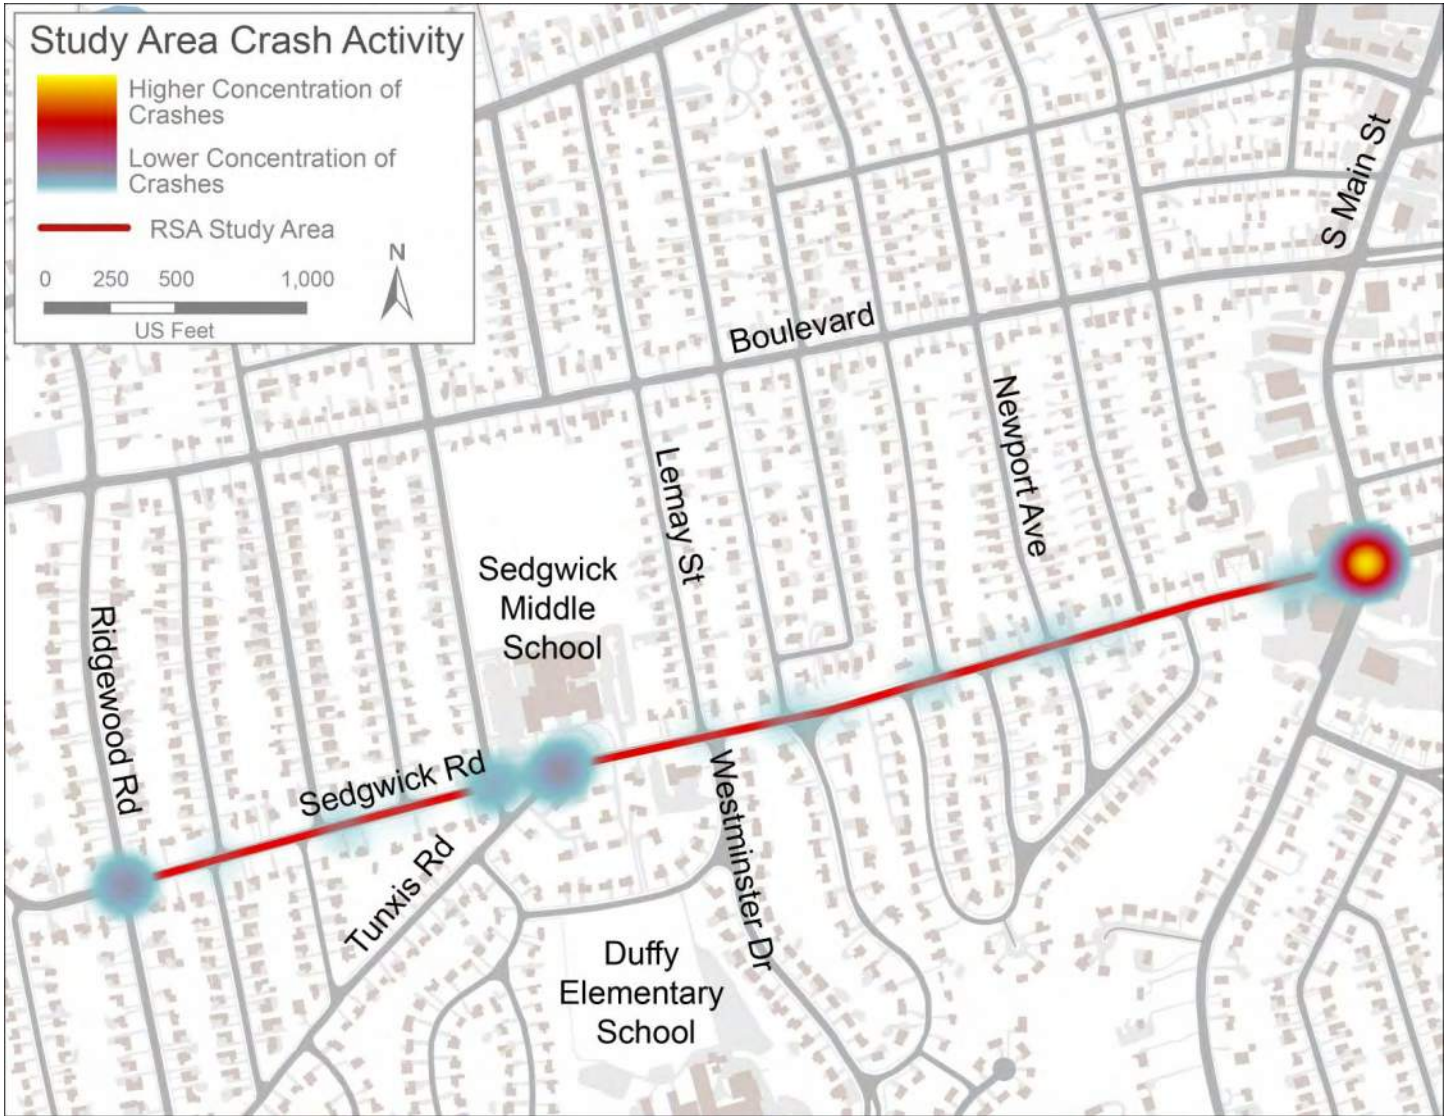 Study Area Crash Activity
Higher Concentration of
Crashes
Lower Concentration of
Crashes
RSA Study Area
N
0 250 500 1,000
US Feet
S Main St
Boulevard
Newport Ave
Lemay St
Sedgwick
Middle
School
Ridgewood Rd
Sedgwick Rd
Westminster Dr
Tunxis Rd
Duffy
Elementary
School